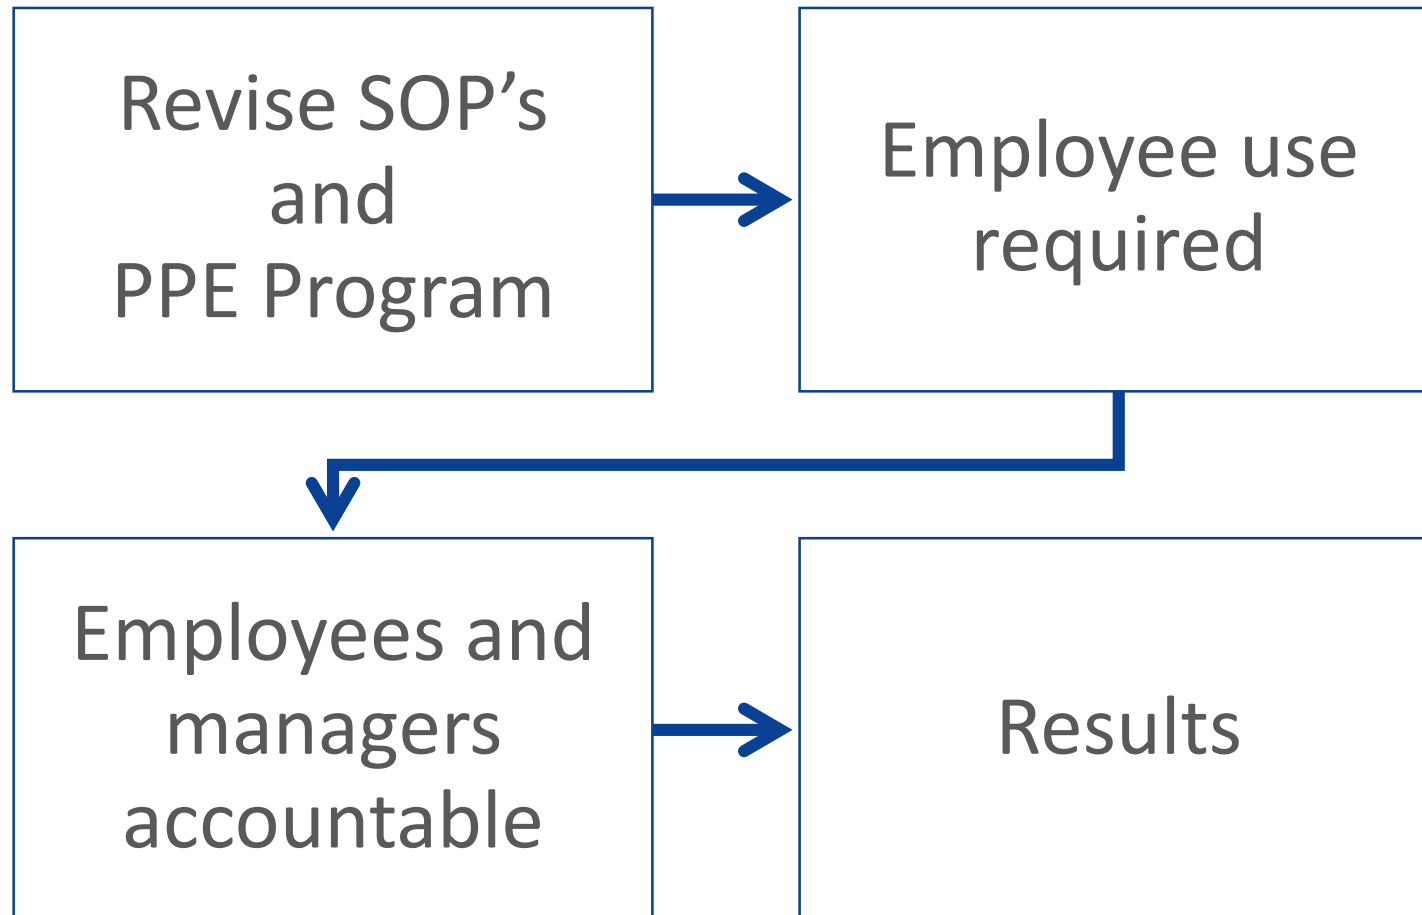 Revise SOP’s
and
PPE Program
Employee use
required
Employees and
managers
accountable
Results